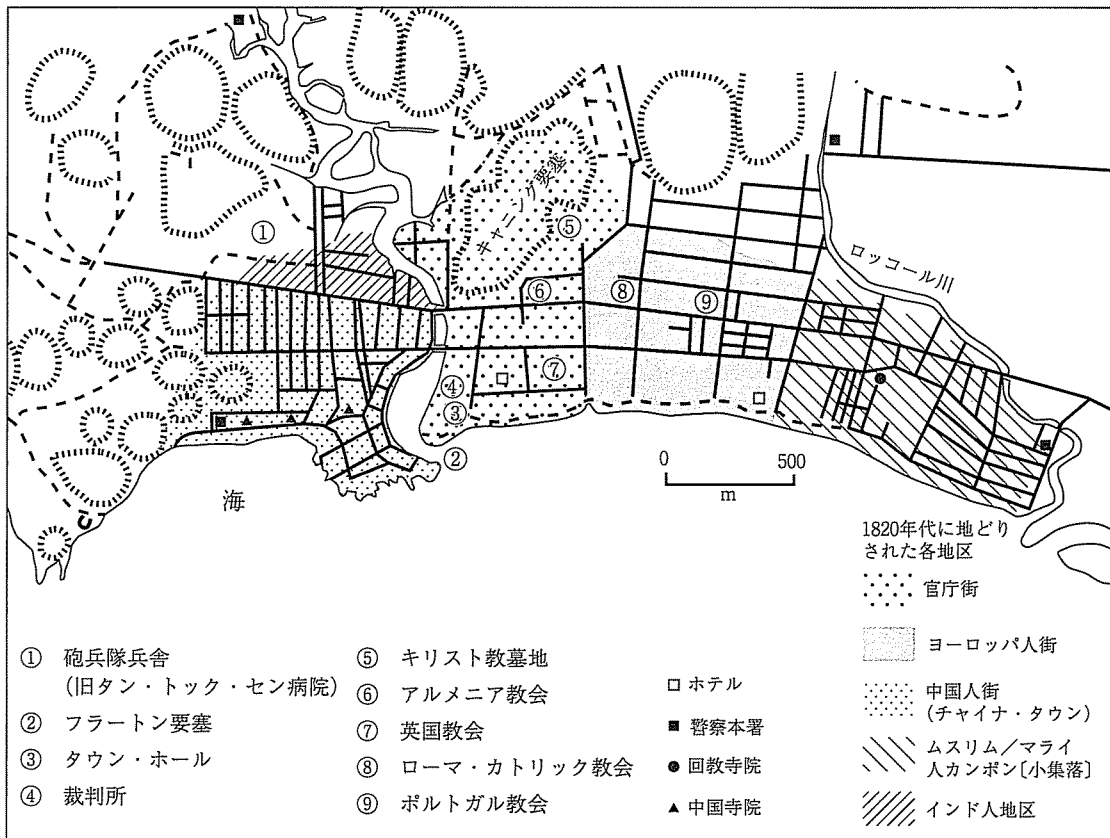 キャニング要塞
ロッコール川
①
⑤
⑥
⑧
⑨
⑦
④
③
②
0 500
m
海
1820年代に地どり
された各地区
官庁街
ヨーロッパ人街
中国人街
(チャイナ・タウン)
ムスリム/マライ
人カンポン〔小集落〕
インド人地区
① 砲兵隊兵舎
(旧タン・トック・セン病院)
② フラートン要塞
③ タウン・ホール
④ 裁判所
⑤ キリスト教墓地
⑥ アルメニア教会
⑦ 英国教会
⑧ ローマ・カトリック教会
⑨ ポルトガル教会
□ ホテル
■ 警察本署
● 回教寺院
▲ 中国寺院